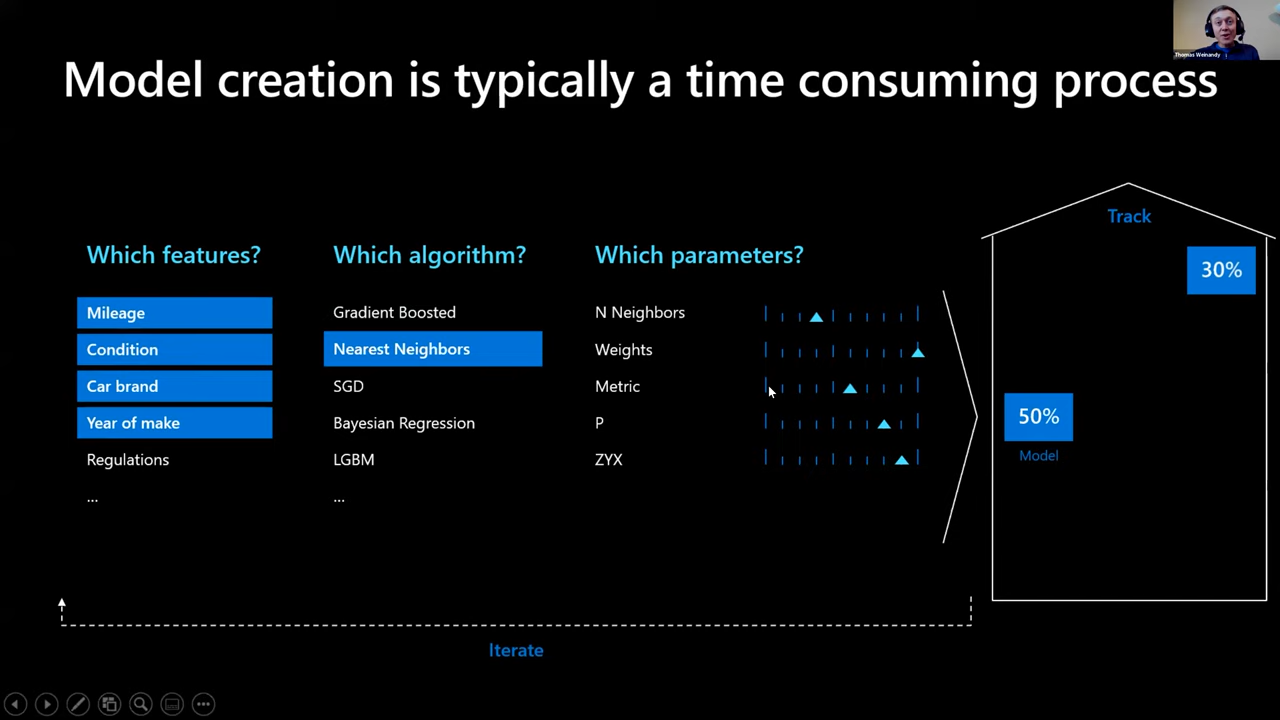 Thomas Weinandy
Model creation is typically a time consuming process
Which features?
Mileage
Condition
Car brand
Year of make
Regulations
...
Which algorithm?
Gradient Boosted
Nearest Neighbors
SGD
Bayesian Regression
LGBM
...
Which parameters?
N Neighbors
Weights
Metric
P
ZYX
Track
30%
50%
Model
Iterate